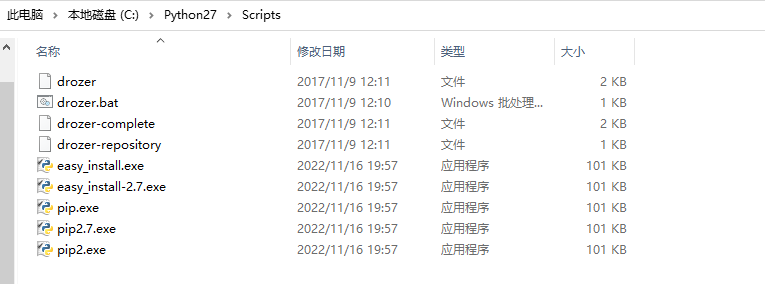 此电脑 > 本地磁盘 (C:) > Python27 > Scripts
名称 修改日期 类型 大小
drozer 2017/11/9 12:11 文件 2 KB
drozer.bat 2017/11/9 12:10 Windows 批处理... 1 KB
drozer-complete 2017/11/9 12:11 文件 2 KB
drozer-repository 2017/11/9 12:11 文件 1 KB
easy_install.exe 2022/11/16 19:57 应用程序 101 KB
easy_install-2.7.exe 2022/11/16 19:57 应用程序 101 KB
pip.exe 2022/11/16 19:57 应用程序 101 KB
pip2.7.exe 2022/11/16 19:57 应用程序 101 KB
pip2.exe 2022/11/16 19:57 应用程序 101 KB